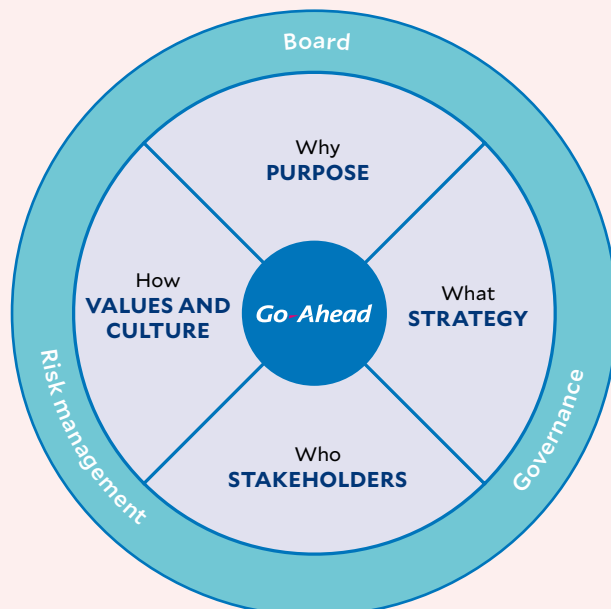 Board
Why
PURPOSE
How
VALUES AND
CULTURE
Go-Ahead
What
STRATEGY
Who
STAKEHOLDERS
Risk management
Governance